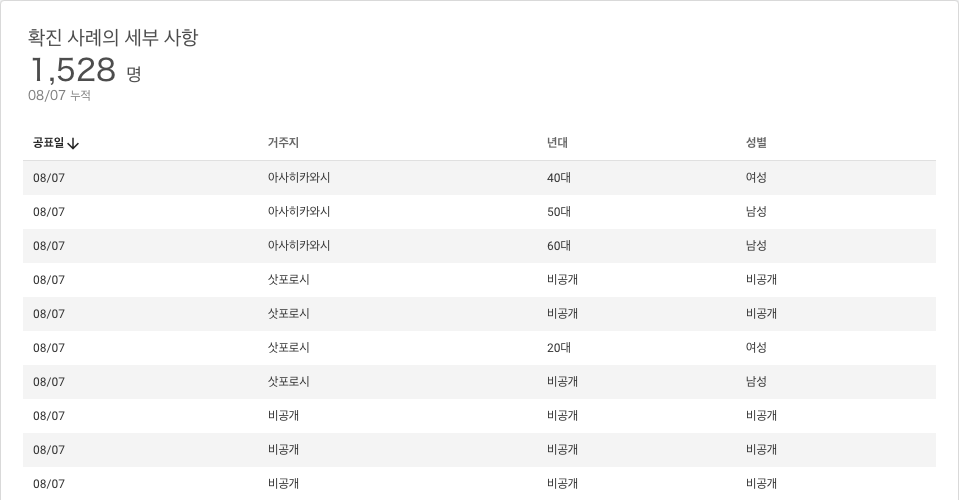 확진 사례의 세부 사항
1,528 명
08/07 누적
공표일↓ 거주지 년대 성별
08/07 아사히카와시 40대 여성
08/07 아사히카와시 50대 남성
08/07 아사히카와시 60대 남성
08/07 삿포로시 비공개 비공개
08/07 삿포로시 비공개 비공개
08/07 삿포로시 20대 여성
08/07 삿포로시 비공개 남성
08/07 비공개 비공개 비공개
08/07 비공개 비공개 비공개
08/07 비공개 비공개 비공개